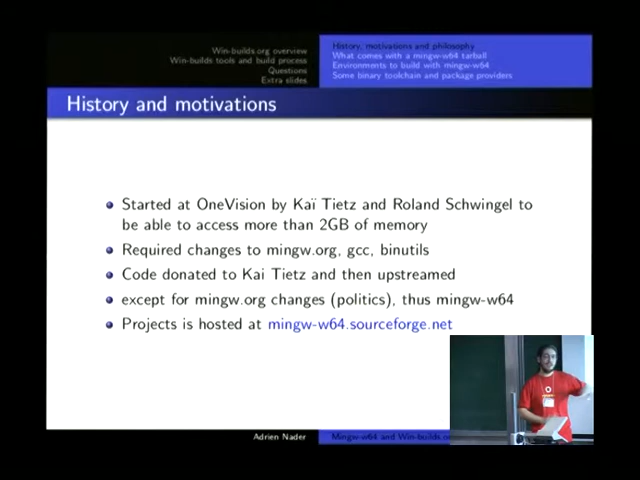 Win-builds.org overview
Win-builds tools and build process
Questions
Extra slides
History, motivations and philosophy
What comes with a mingw-w64 tarball
Environments to build with mingw-w64
Some binary toolchain and package providers
History and motivations
Started at OneVision by Kaï Tietz and Roland Schwingel to
be able to access more than 2GB of memory
Required changes to mingw.org, gcc, binutils
Code donated to Kai Tietz and then upstreamed
except for mingw.org changes (politics), thus mingw-w64
Projects is hosted at mingw-w64.sourceforge.net
Adrien Nader
Mingw-w64 and Win-builds.o